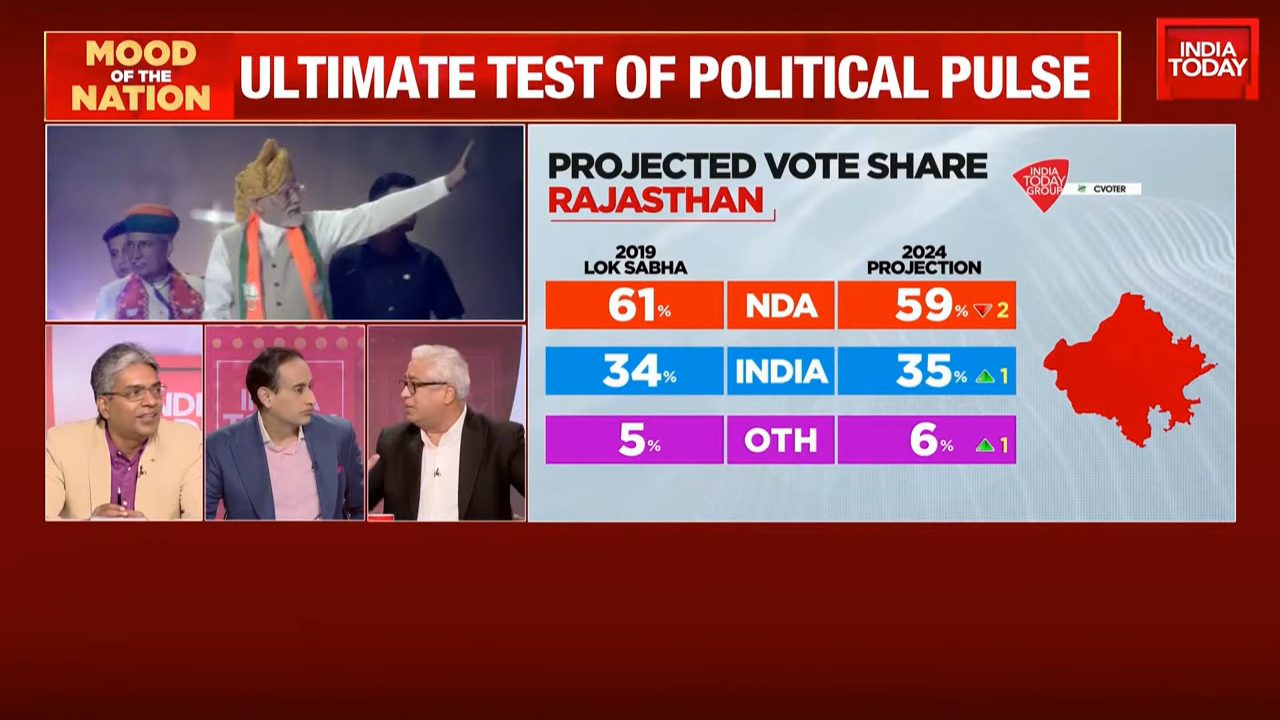 MOOD
OF THE
NATION
ULTIMATE TEST OF POLITICAL PULSE
INDIA
TODAY
PROJECTED VOTE SHARE
RAJASTHAN
INDIA
TODAY
GROUP
CVOTER
2019
LOK SABHA
2024
PROJECTION
61%
NDA
59% 2
34%
INDIA
35% 1
5%
OTH
6% 1